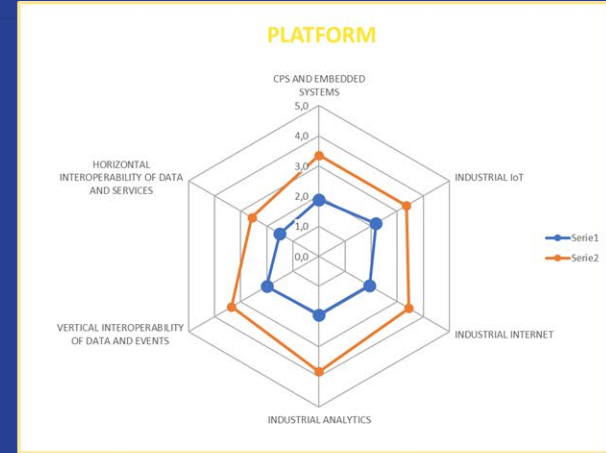 PLATFORM
CPS AND EMBEDDED
SYSTEMS
5,0
4,0
3,0
2,0
1,0
0,0
HORIZONTAL
INTEROPERABILITY OF DATA
AND SERVICES
INDUSTRIAL IoT
Serie1
Serie2
VERTICAL INTEROPERABILITY
OF DATA AND EVENTS
INDUSTRIAL INTERNET
INDUSTRIAL ANALYTICS